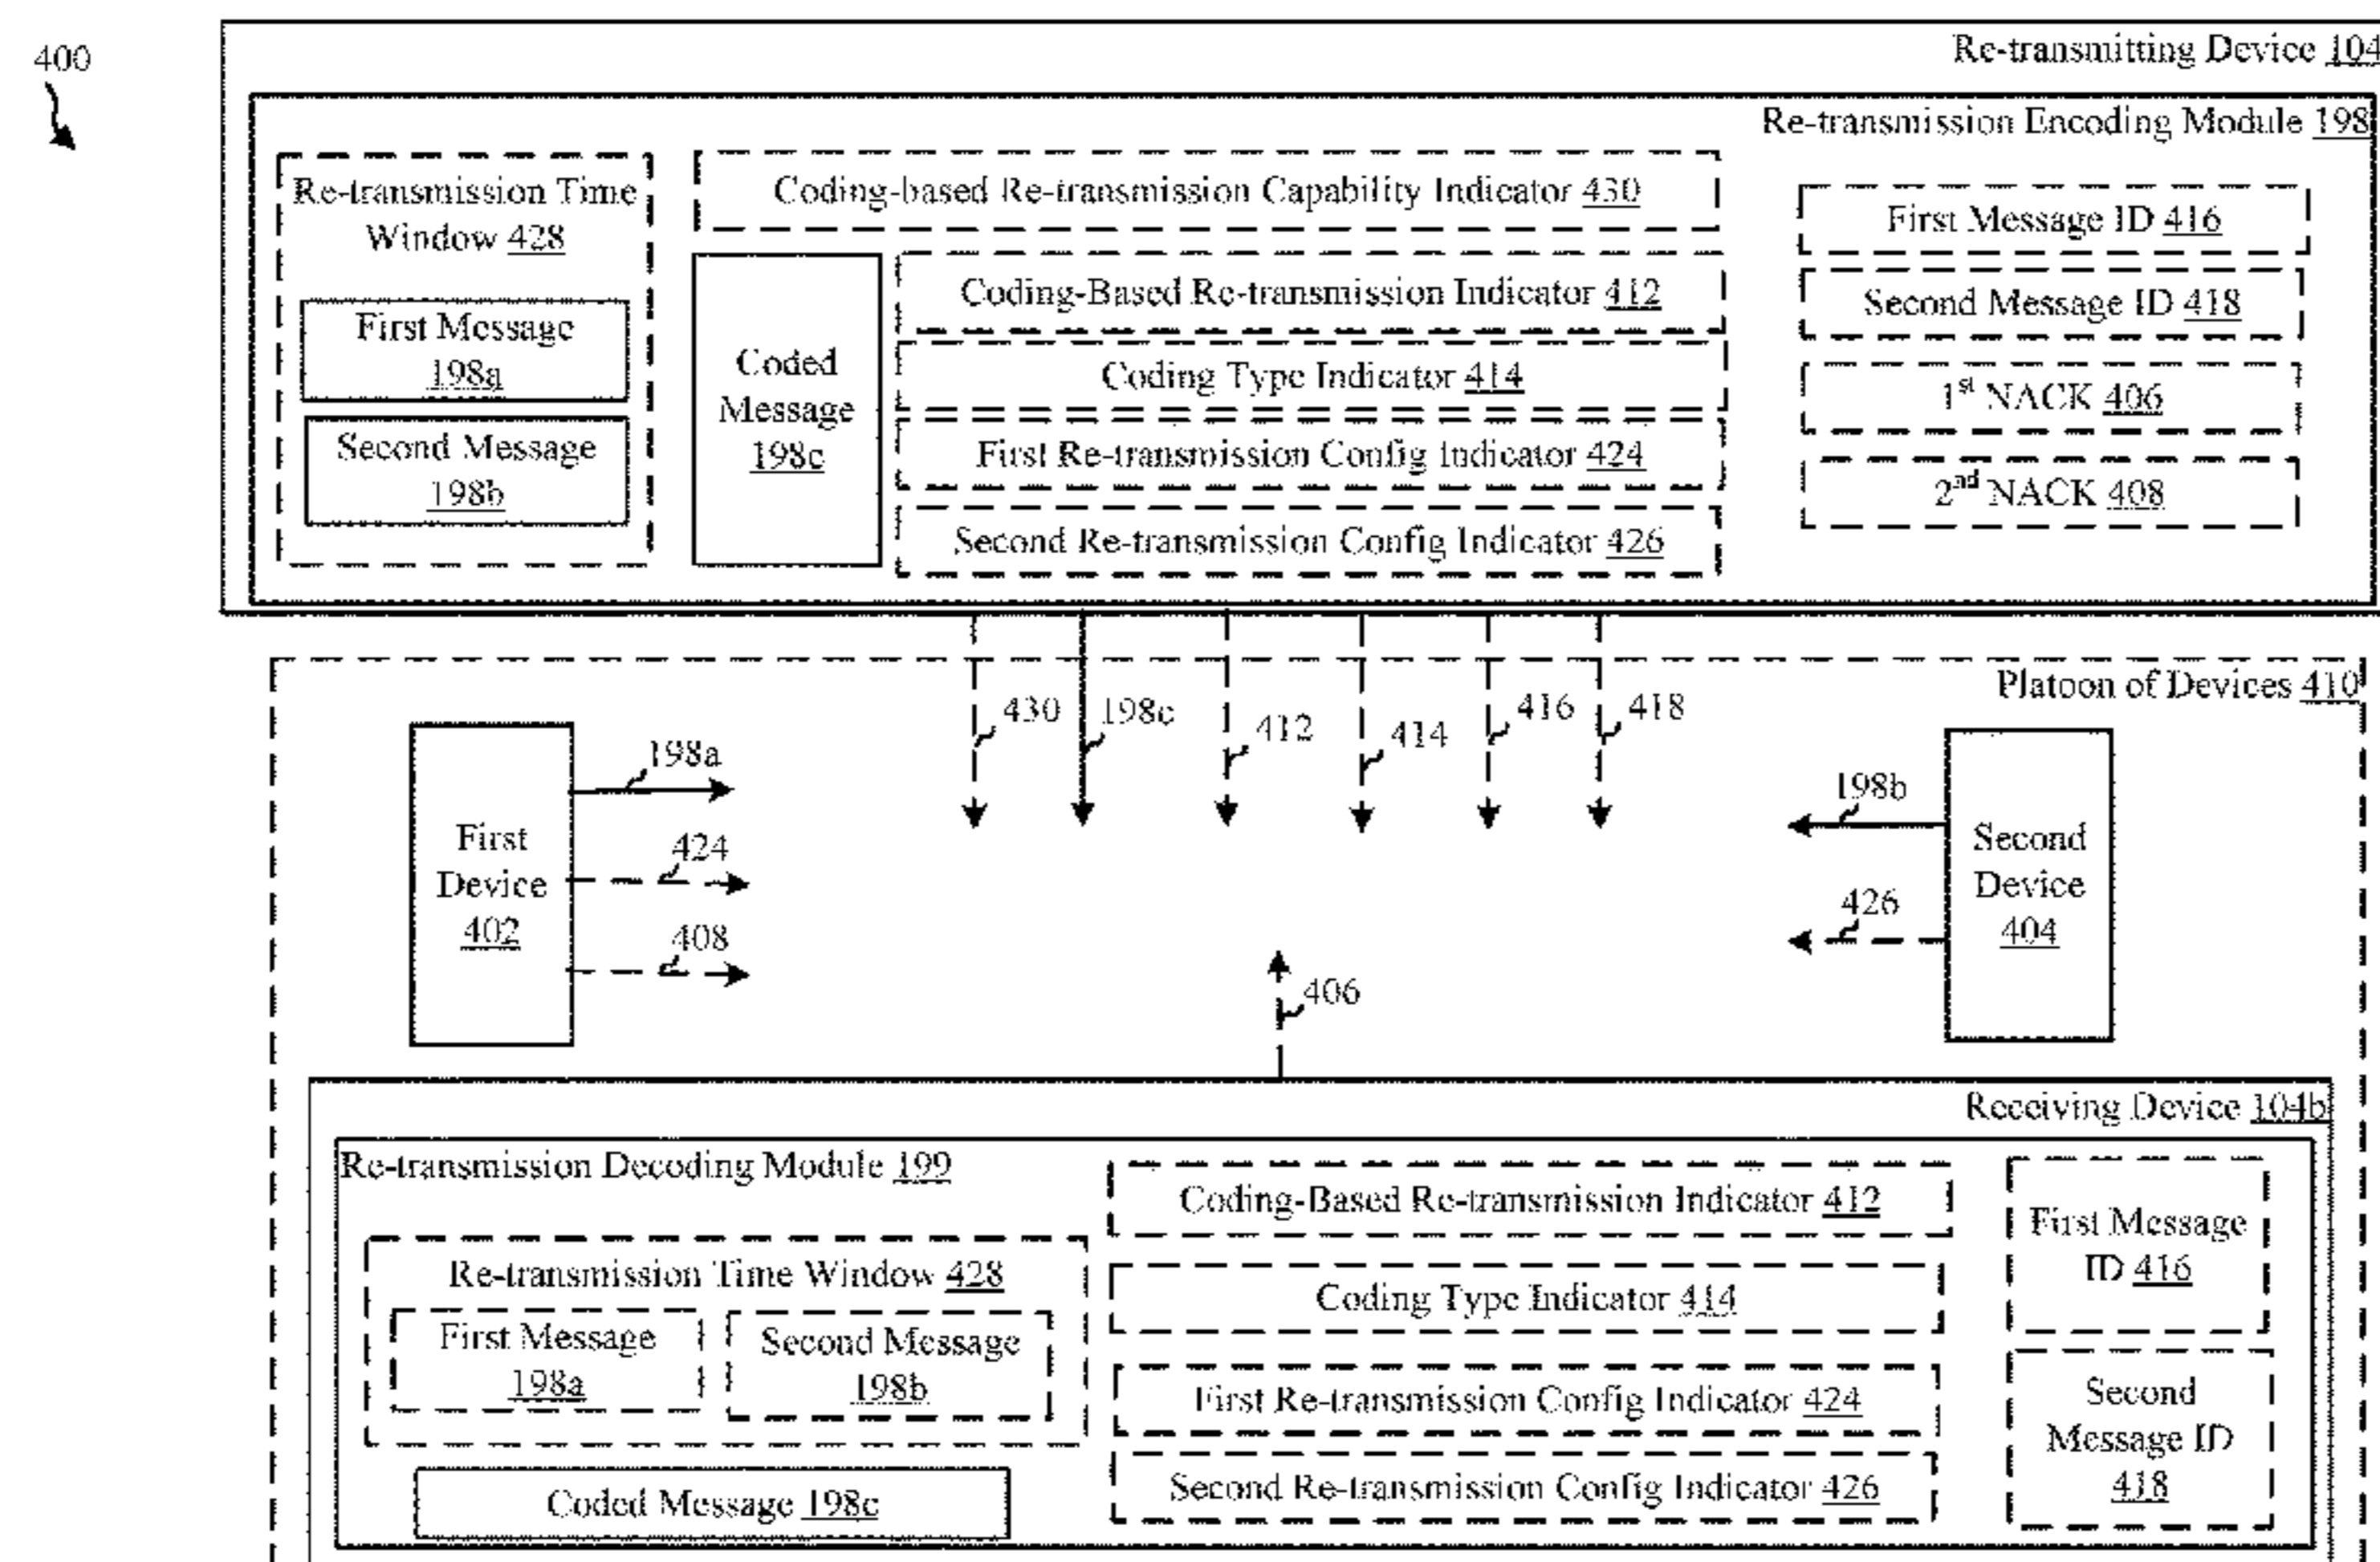 400
Re-transmitting Device 104
Re-transmission Encoding Module 198
Re-transmission Time
Window 428
First Message
198a
Second Message
198b
Coding-based Re-transmission Capability Indicator 430
Coded
Message
198c
Coding-Based Re-transmission Indicator 412
Coding Type Indicator 414
First Re-transmission Config Indicator 424
Second Re-transmission Config Indicator 426
First Message ID 416
Second Message ID 418
1st NACK 406
2nd NACK 408
Platoon of Devices 410
430
198c
412
414
416
418
First
Device
402
198a
424
408
198b
426
Second
Device
404
406
Receiving Device 104b
Re-transmission Decoding Module 199
Re-transmission Time Window 428
First Message
198a
Second Message
198b
Coded Message 198c
Coding-Based Re-transmission Indicator 412
Coding Type Indicator 414
First Re-transmission Config Indicator 424
Second Re-transmission Config Indicator 426
First Message
ID 416
Second
Message ID
418